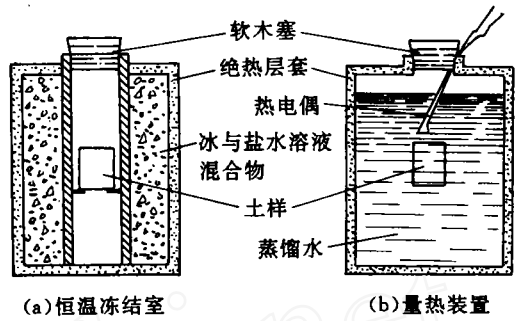 软木塞
绝热层套
热电偶
冰与盐水溶液
混合物
土样
蒸馏水
(a)恒温冻结室
(b)量热装置